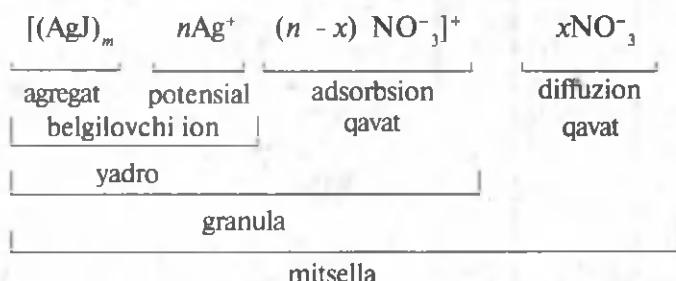 [(AgJ)ₘ nAg⁺ (n - x) NO⁻₃]⁺ xNO⁻₃
agregat potensial adsorbsion diffuzion
belgilovchi ion qavat qavat
yadro
granula
mitsella